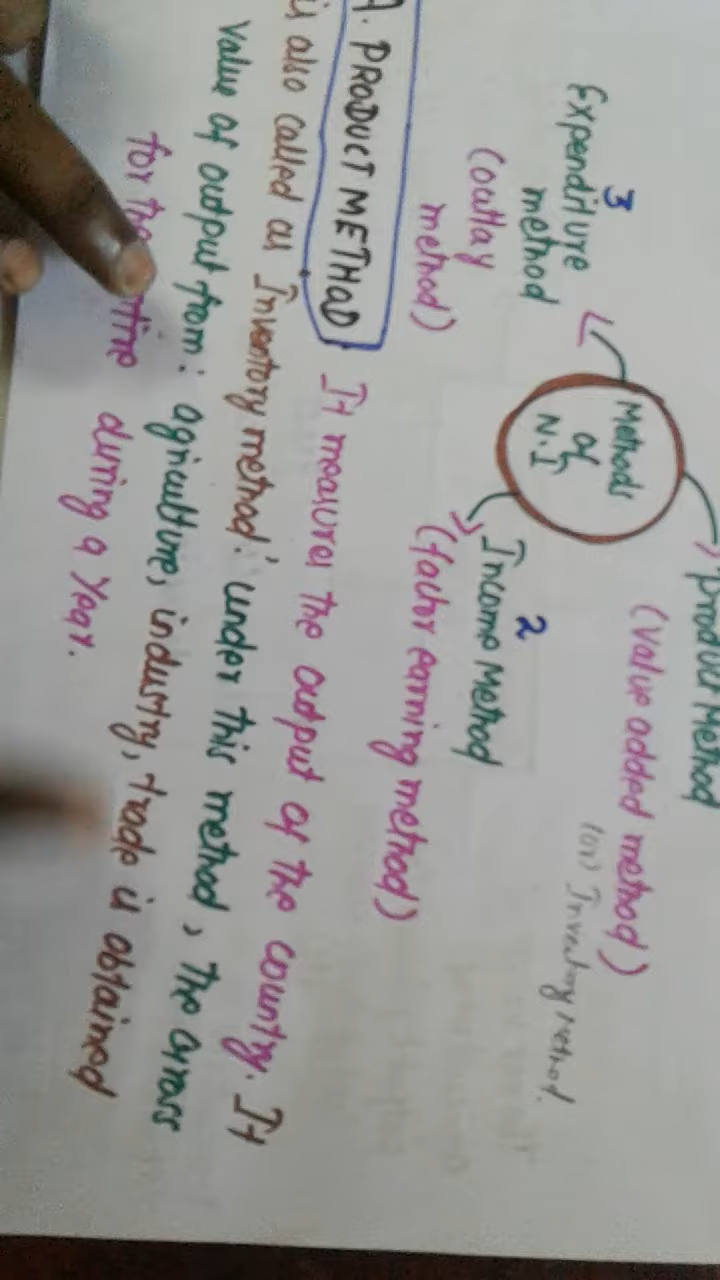 Product Method
(value added method)
(or) Inventory Method.
Methods
of
N.I
3
Expenditure
method
(outlay
method)
2
Income Method
(factor earning method)
A. PRODUCT METHOD It measures the output of the country. It
is also called as Inventory method. under this method, the Gross
value of output from: agriculture, industry, trade is obtained
for the during a year.